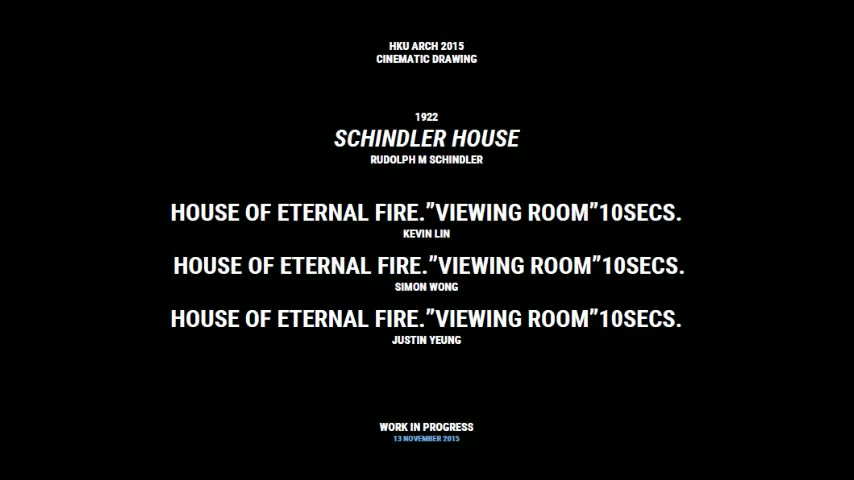 HKU ARCH 2015
CINEMATIC DRAWING
1922
SCHINDLER HOUSE
RUDOLPH M SCHINDLER
HOUSE OF ETERNAL FIRE.”VIEWING ROOM”10SECS.
KEVIN LIN
HOUSE OF ETERNAL FIRE.”VIEWING ROOM”10SECS.
SIMON WONG
HOUSE OF ETERNAL FIRE.”VIEWING ROOM”10SECS.
JUSTIN YEUNG
WORK IN PROGRESS
13 NOVEMBER 2015